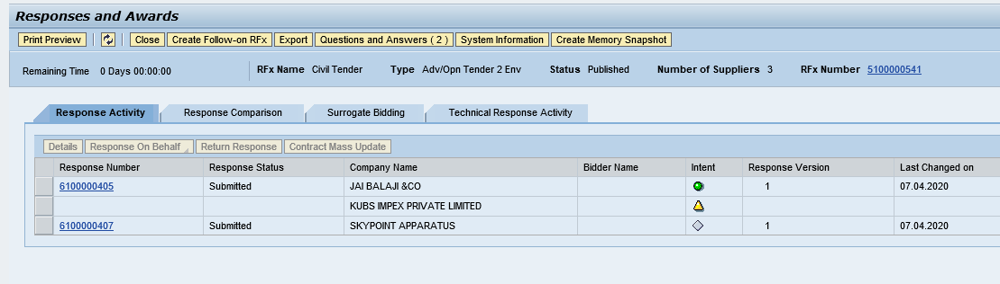 Responses and Awards
Print Preview Close Create Follow-on RFx Export Questions and Answers ( 2 ) System Information Create Memory Snapshot
Remaining Time 0 Days 00:00:00 RFx Name Civil Tender Type Adv/Opn Tender 2 Env Status Published Number of Suppliers 3 RFx Number 5100000541
Response Activity Response Comparison Surrogate Bidding Technical Response Activity
Details Response On Behalf Return Response Contract Mass Update
Response Number Response Status Company Name Bidder Name Intent Response Version Last Changed on
6100000405 Submitted JAI BALAJI &CO 1 07.04.2020
KUBS IMPEX PRIVATE LIMITED
6100000407 Submitted SKYPOINT APPARATUS 1 07.04.2020